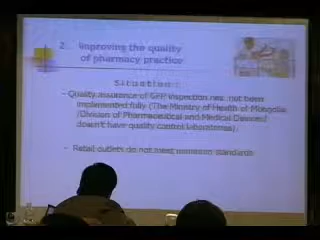 2. Improving the quality
of pharmacy practice
Situation:
- Quality assurance of GPP inspection has not been
implemented fully (The Ministry of Health of Mongolia
(Division of Pharmaceutical and Medical Devices)
doesn't have quality control laboratories).
- Retail outlets do not meet minimum standards